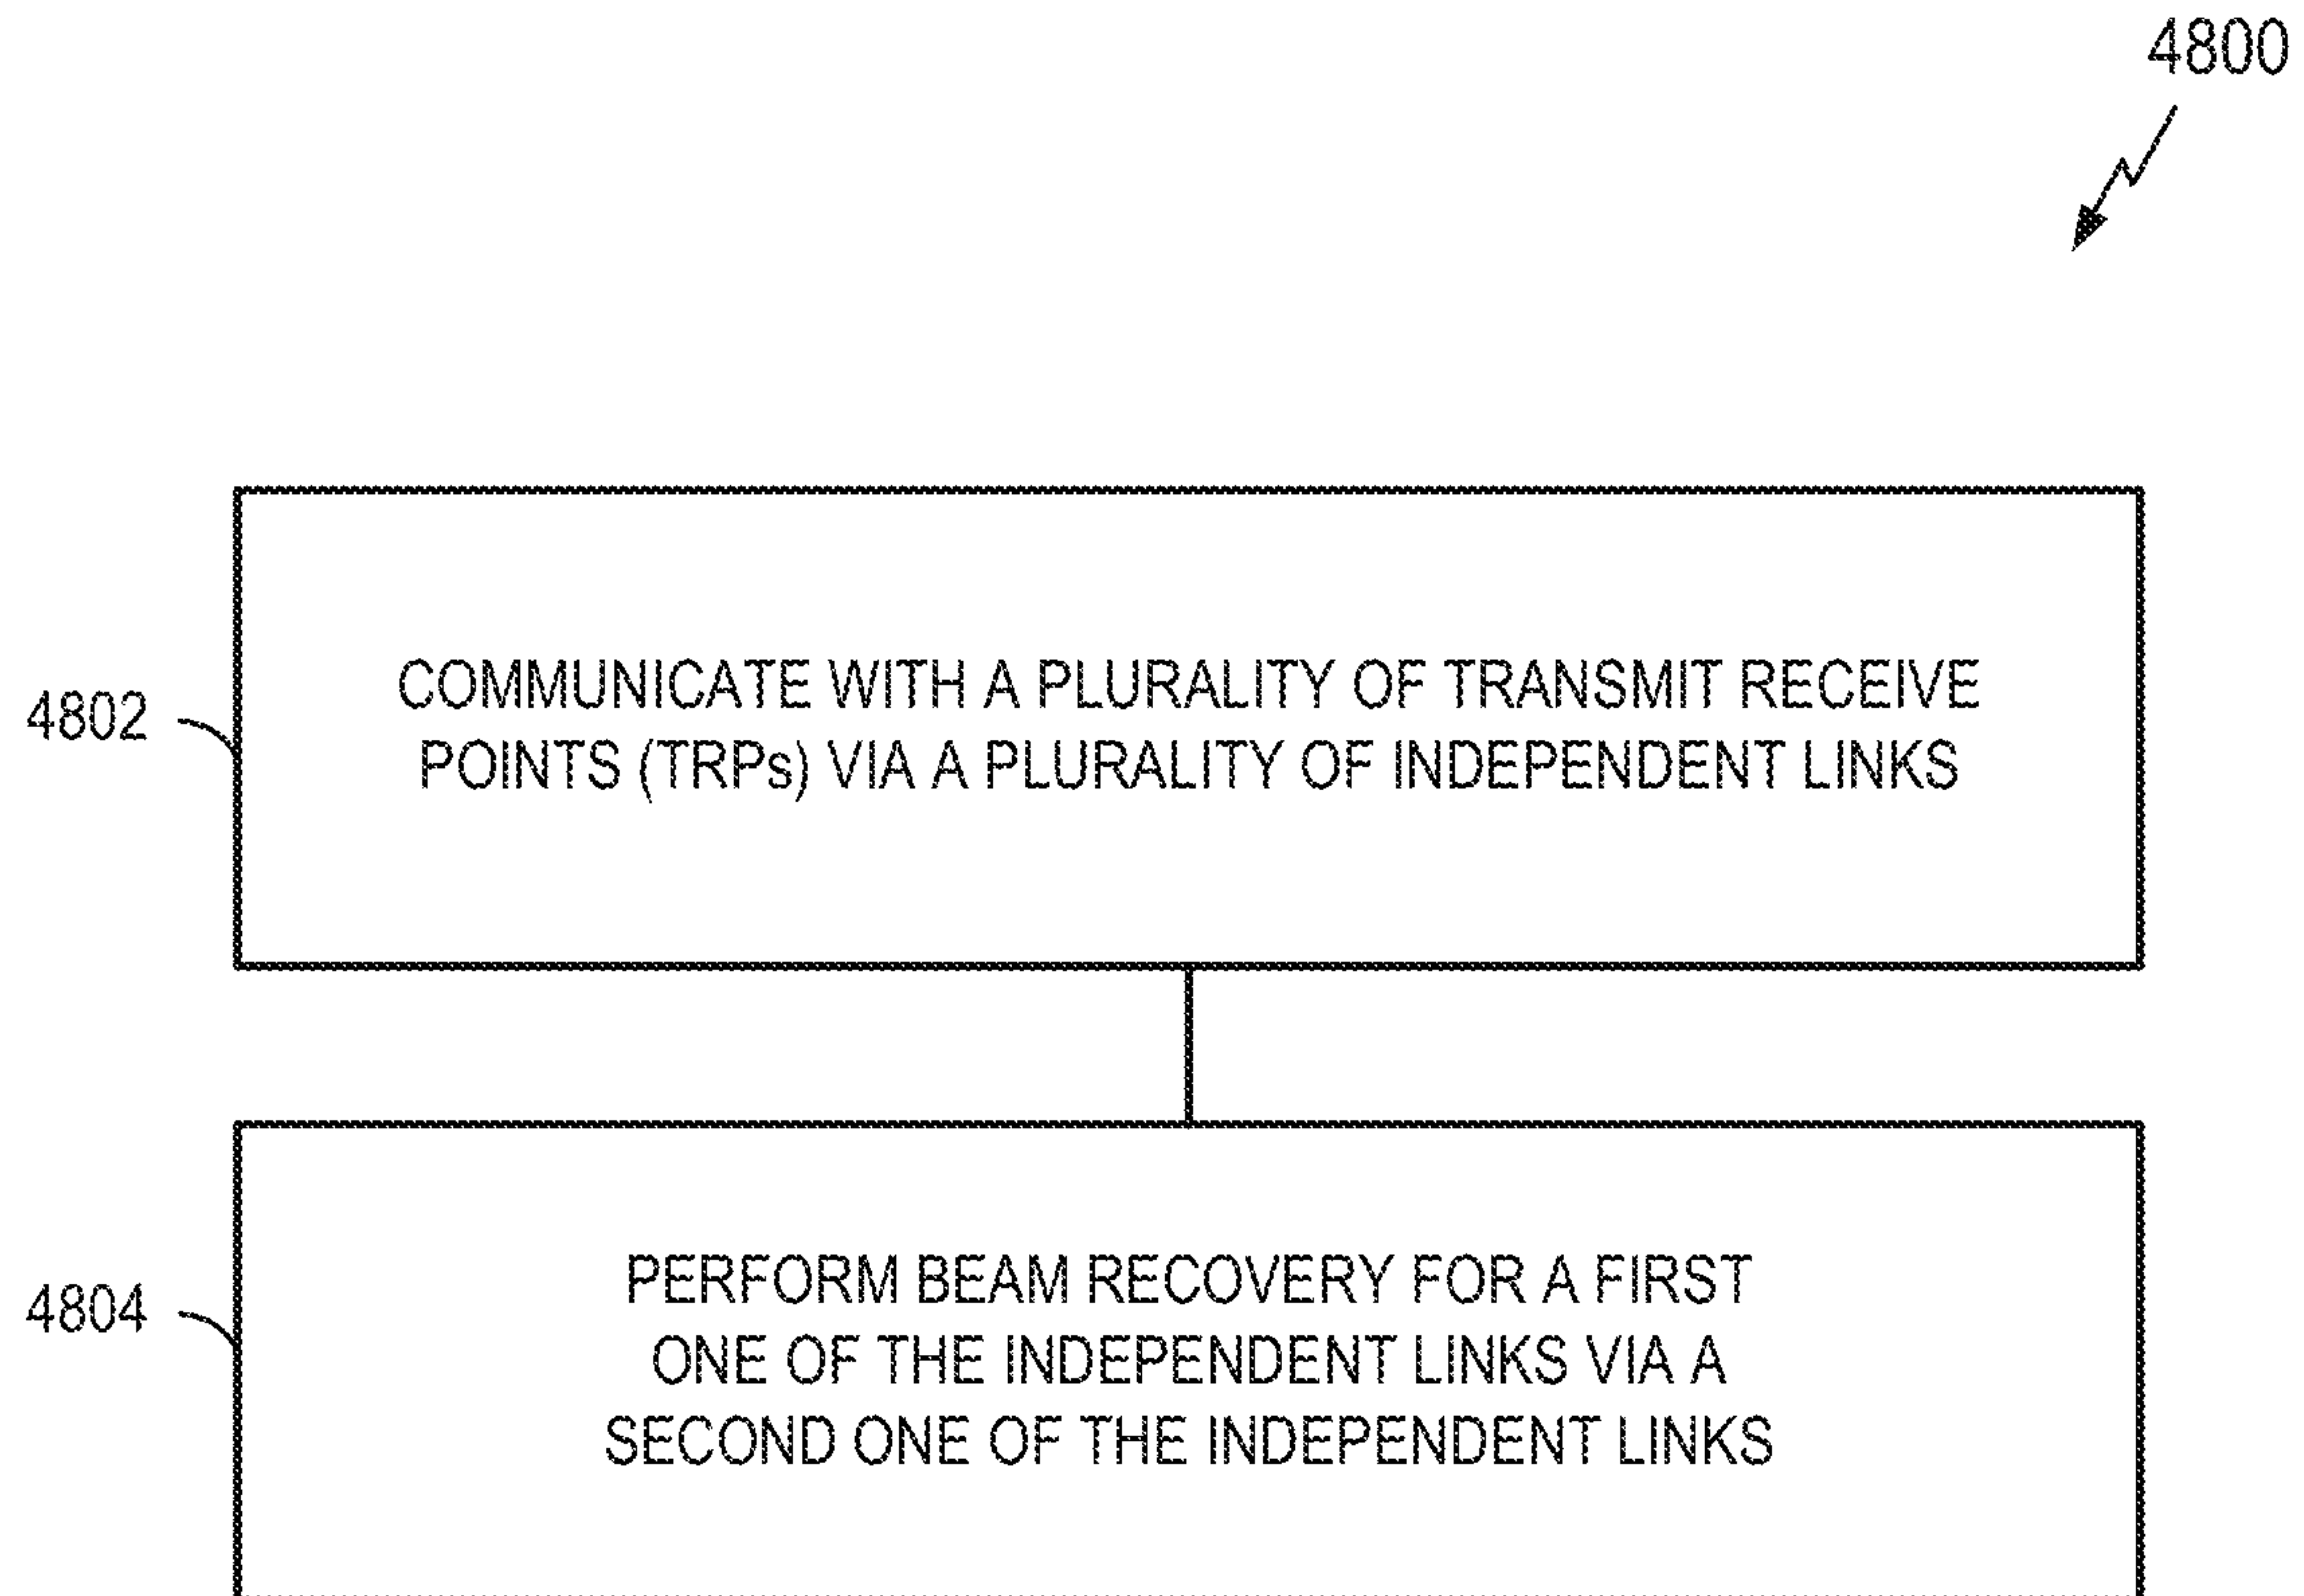 4800
4802
COMMUNICATE WITH A PLURALITY OF TRANSMIT RECEIVE
POINTS (TRPs) VIA A PLURALITY OF INDEPENDENT LINKS
4804
PERFORM BEAM RECOVERY FOR A FIRST
ONE OF THE INDEPENDENT LINKS VIA A
SECOND ONE OF THE INDEPENDENT LINKS